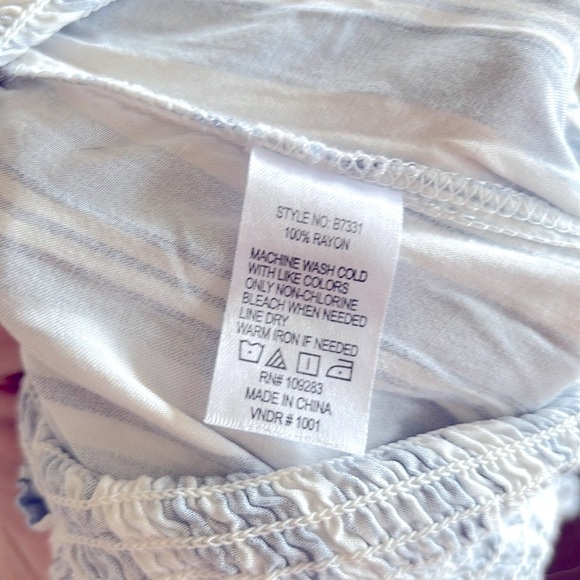 STYLE NO: B7331
100% RAYON
MACHINE WASH COLD
WITH LIKE COLORS
ONLY NON-CHLORINE
BLEACH WHEN NEEDED
LINE DRY
WARM IRON IF NEEDED
RN# 109283
MADE IN CHINA
VNDR # 1001